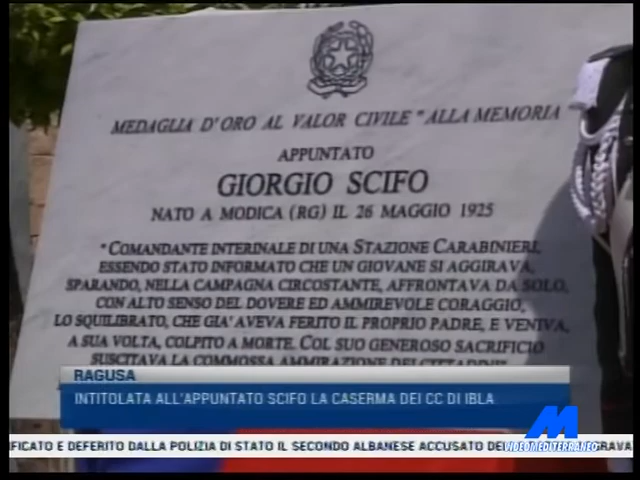 MEDAGLIA D'ORO AL VALOR CIVILE "ALLA MEMORIA
APPUNTATO
GIORGIO SCIFO
NATO A MODICA (RG) IL 26 MAGGIO 1925
"COMANDANTE INTERINALE DI UNA STAZIONE CARABINIERI,
ESSENDO STATO INFORMATO CHE UN GIOVANE SI AGGIRAVA,
SPARANDO, NELLA CAMPAGNA CIRCOSTANTE, AFFRONTAVA DA SOLO,
CON ALTO SENSO DEL DOVERE ED AMMIREVOLE CORAGGIO,
LO SQUILIBRATO, CHE GIA' AVEVA FERITO IL PROPRIO PADRE, E VENIVA,
A SUA VOLTA, COLPITO A MORTE. COL SUO GENEROSO SACRIFICIO
SUSCITAVA LA COMMOSSA AMMIRAZIONE DEI CITTADINI"
RAGUSA
INTITOLATA ALL'APPUNTATO SCIFO LA CASERMA DEI CC DI IBLA
M
VIDEOMEDITERRANEO
IFICATO E DEFERITO DALLA POLIZIA DI STATO IL SECONDO ALBANESE ACCUSATO DEI GRAVA